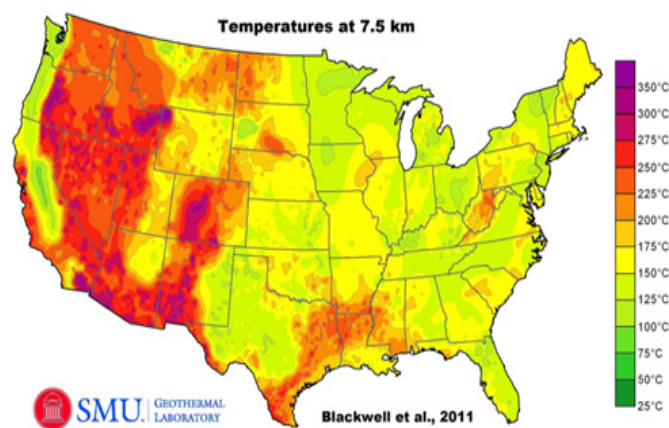 Temperatures at 7.5 km
350°C
325°C
300°C
275°C
250°C
225°C
200°C
175°C
150°C
125°C
100°C
75°C
50°C
25°C
SMU. GEOTHERMAL
LABORATORY
Blackwell et al., 2011